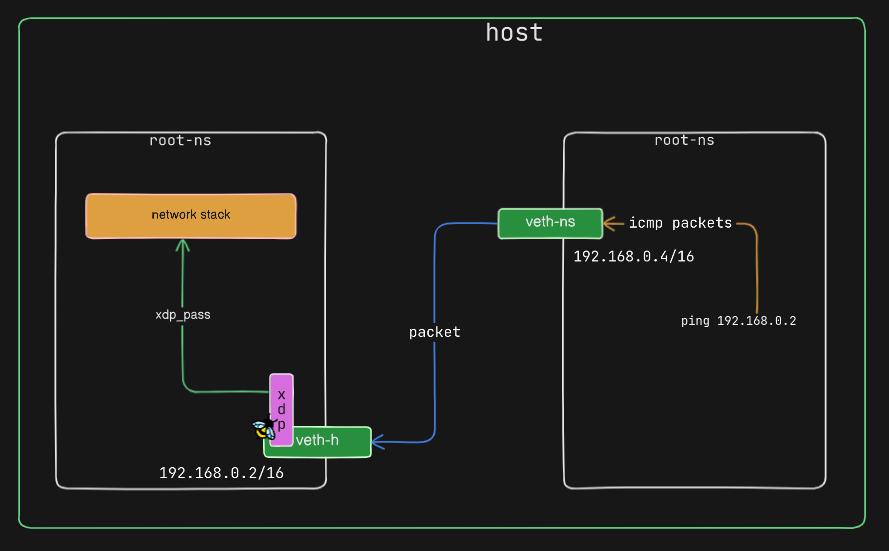 host
root-ns
root-ns
network stack
veth-ns
icmp packets
192.168.0.4/16
xdp_pass
ping 192.168.0.2
packet
x
d
p
veth-h
192.168.0.2/16